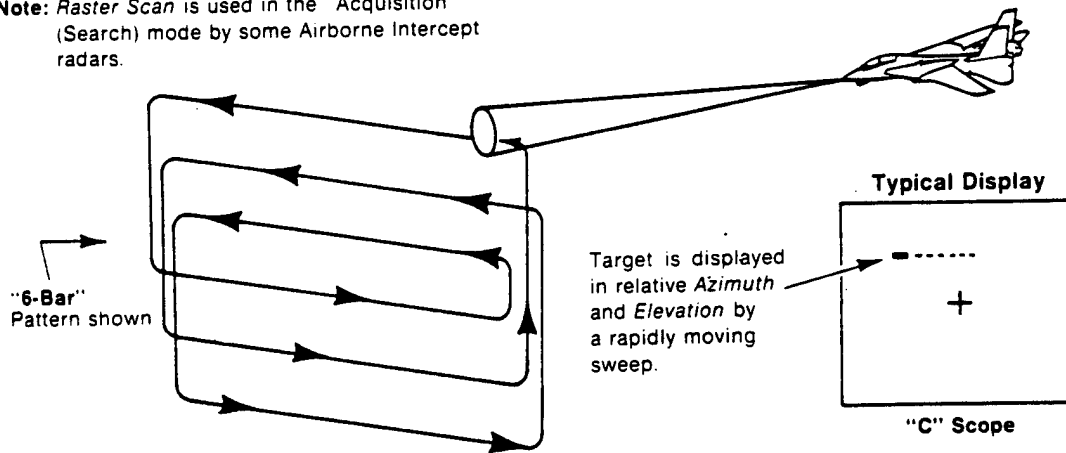 Note: Raster Scan is used in the "Acquisition
(Search) mode by some Airborne Intercept
radars.
Typical Display
Target is displayed
in relative Azimuth
and Elevation by
a rapidly moving
sweep.
"6-Bar"
Pattern shown
"C" Scope